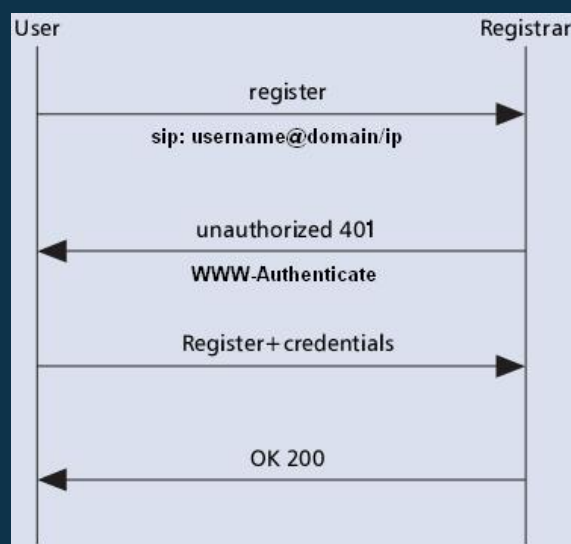 User
Registrar
register
sip: username@domain/ip
unauthorized 401
WWW-Authenticate
Register+credentials
OK 200